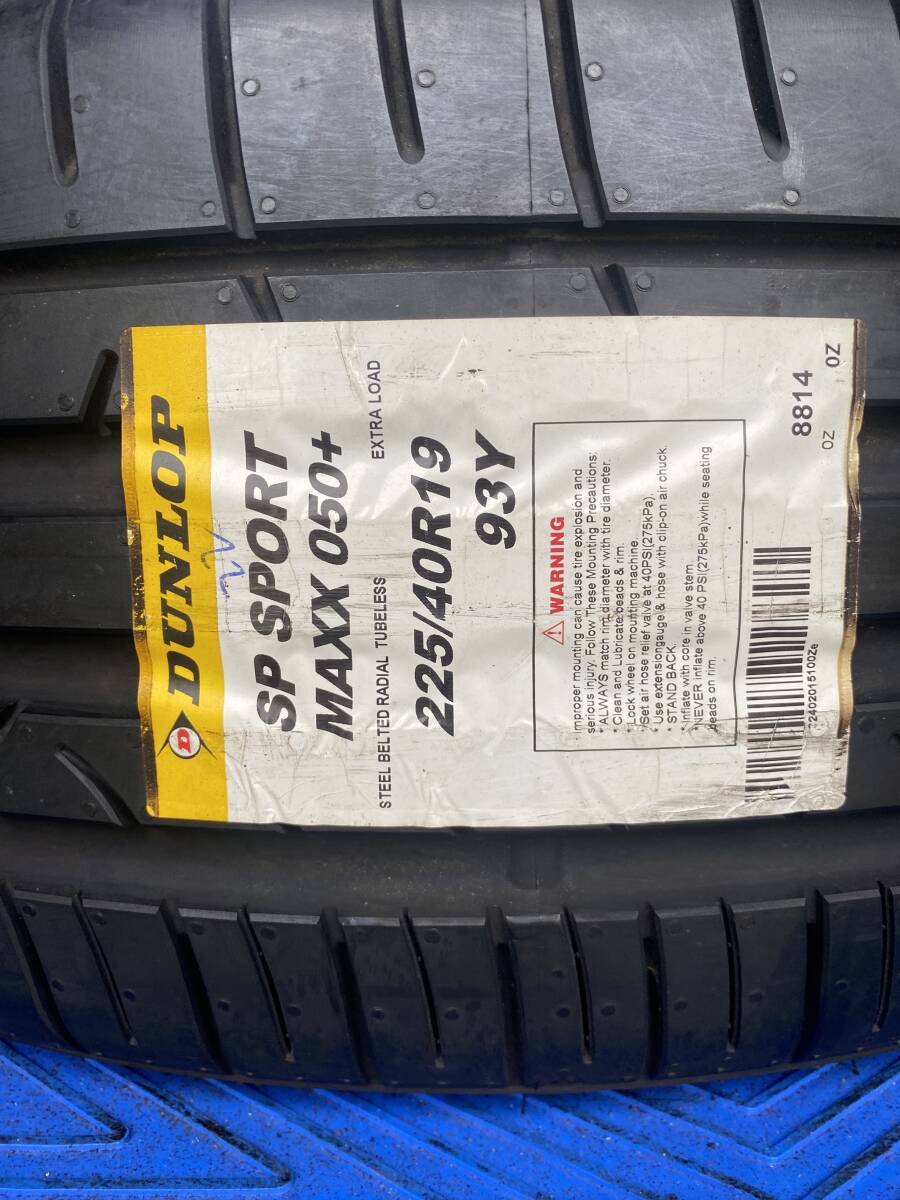 DUNLOP
D
SP SPORT
MAXX 050+
STEEL BELTED RADIAL TUBELESS EXTRA LOAD
225/40R19
93Y
WARNING
Improper mounting can cause tire explosion and
serious injury. Follow These Mounting Precautions:
* ALWAYS match rim diameter with tire diameter.
* Clean and Lubricate beads & rim.
* Lock wheel on mounting machine.
*Set air hose relief valve at 40PSI(275kPa).
* Use extensiongauge & hose with clip-on air chuck.
* STAND BACK.
* Inflate with core in valve stem.
*NEVER inflate above 40 PSI(275kPa)while seating
beads on rim.
22402015100Ze
8814
OZ OZ